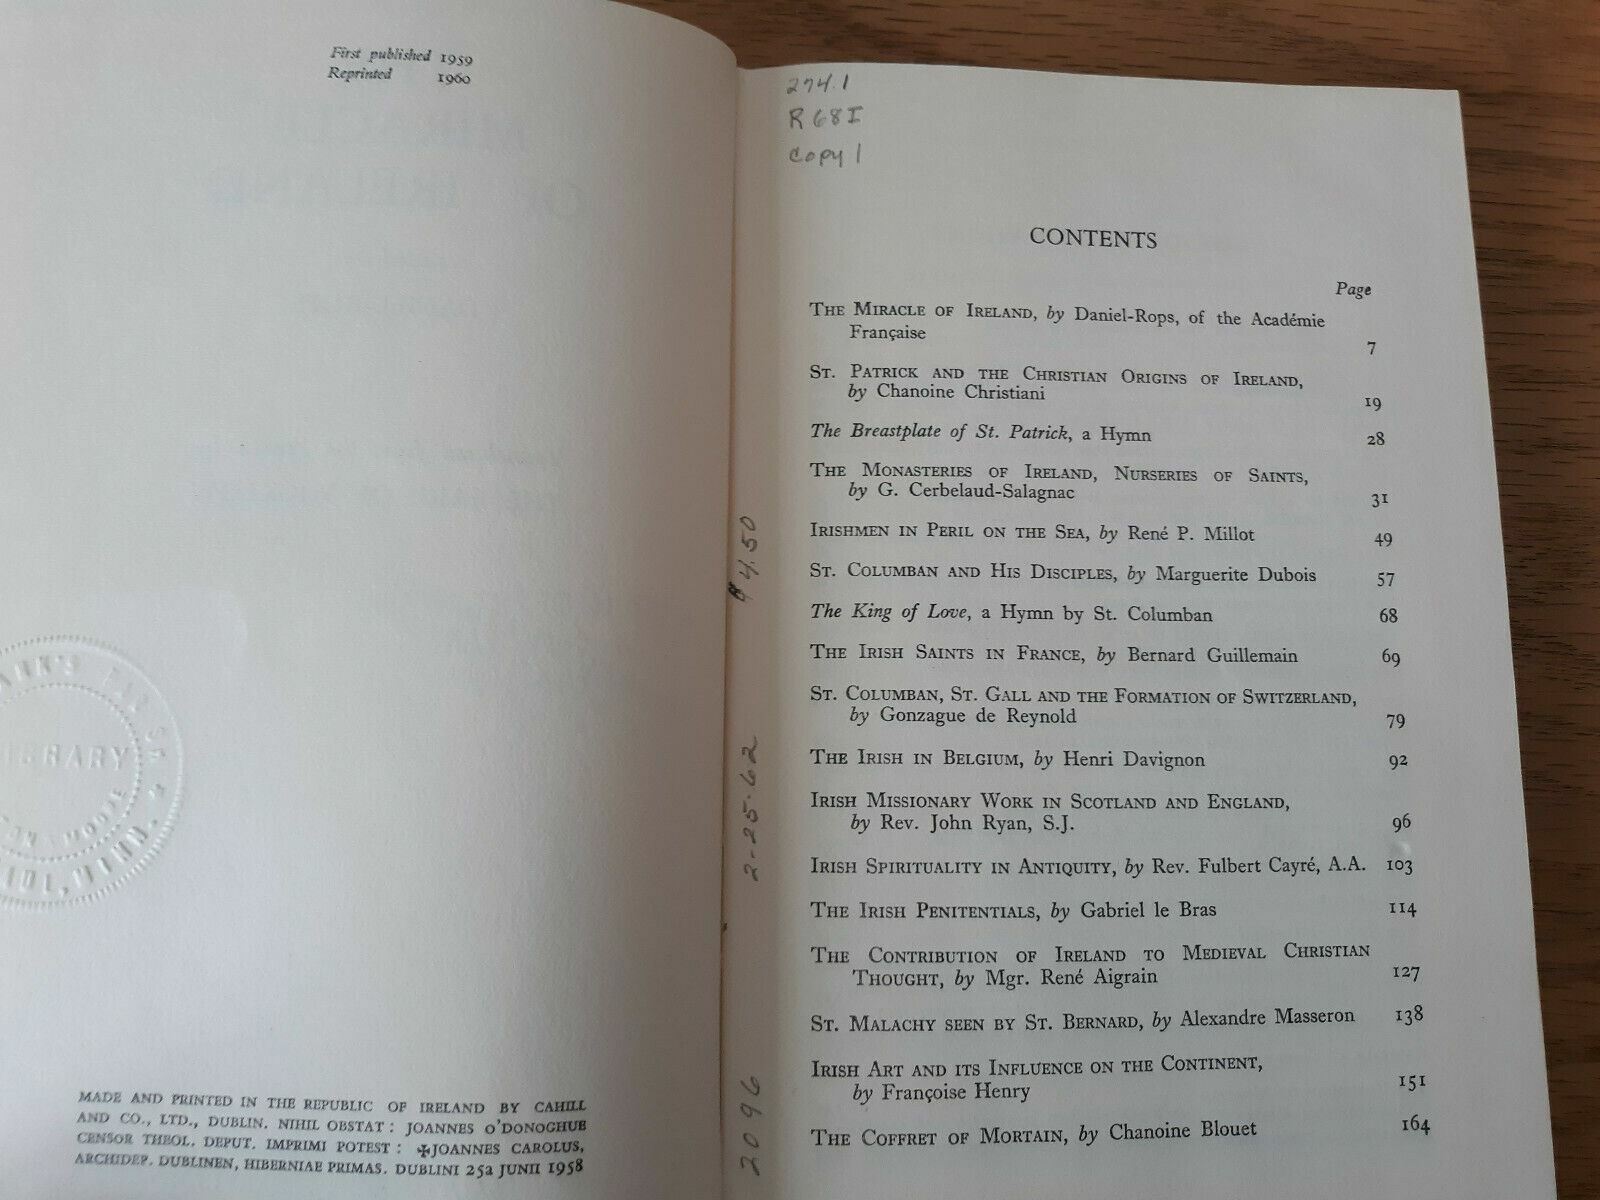 First published 1959
Reprinted 1960
OF IRELAND
LIBRARY
MADE AND PRINTED IN THE REPUBLIC OF IRELAND BY CAHILL
AND CO., LTD., DUBLIN. NIHIL OBSTAT: JOANNES O'DONOGHUE
CENSOR THEOL. DEPUT. IMPRIMI POTEST: ✠JOANNES CAROLUS,
ARCHIDEP. DUBLINEN, HIBERNIAE PRIMAS. DUBLINI 25a JUNII 1958
$4.50
2-25-62
2096
274.1
R68I
Copy 1
CONTENTS
Page
THE MIRACLE OF IRELAND, by Daniel-Rops, of the Académie
Française 7
ST. PATRICK AND THE CHRISTIAN ORIGINS OF IRELAND,
by Chanoine Christiani 19
The Breastplate of St. Patrick, a Hymn 28
THE MONASTERIES OF IRELAND, NURSERIES OF SAINTS,
by G. Cerbelaud-Salagnac 31
IRISHMEN IN PERIL ON THE SEA, by René P. Millot 49
ST. COLUMBAN AND HIS DISCIPLES, by Marguerite Dubois 57
The King of Love, a Hymn by St. Columban 68
THE IRISH SAINTS IN FRANCE, by Bernard Guillemain 69
ST. COLUMBAN, ST. GALL AND THE FORMATION OF SWITZERLAND,
by Gonzague de Reynold 79
THE IRISH IN BELGIUM, by Henri Davignon 92
IRISH MISSIONARY WORK IN SCOTLAND AND ENGLAND,
by Rev. John Ryan, S.J. 96
IRISH SPIRITUALITY IN ANTIQUITY, by Rev. Fulbert Cayré, A.A. 103
THE IRISH PENITENTIALS, by Gabriel le Bras 114
THE CONTRIBUTION OF IRELAND TO MEDIEVAL CHRISTIAN
THOUGHT, by Mgr. René Aigrain 127
ST. MALACHY SEEN BY ST. BERNARD, by Alexandre Masseron 138
IRISH ART AND ITS INFLUENCE ON THE CONTINENT,
by Françoise Henry 151
THE COFFRET OF MORTAIN, by Chanoine Blouet 164